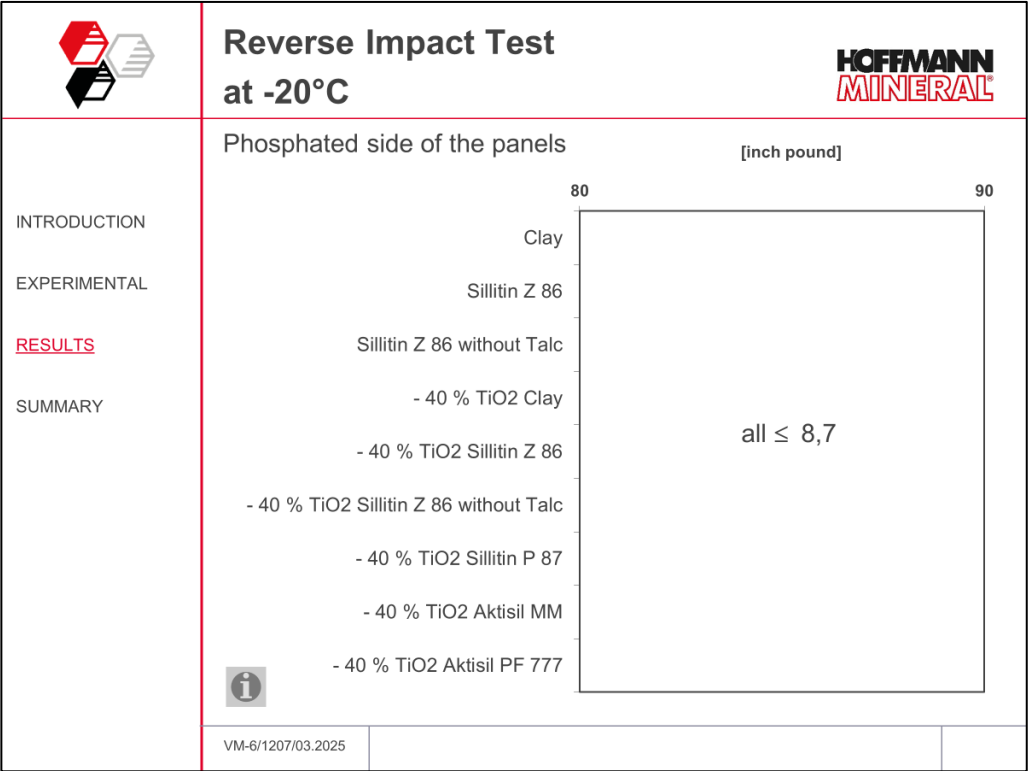 Reverse Impact Test
at -20°C
HOFFMANN
MINERAL®
INTRODUCTION
EXPERIMENTAL
RESULTS
SUMMARY
Phosphated side of the panels
[inch pound]
80
90
Clay
Sillitin Z 86
Sillitin Z 86 without Talc
- 40 % TiO2 Clay
- 40 % TiO2 Sillitin Z 86
- 40 % TiO2 Sillitin Z 86 without Talc
- 40 % TiO2 Sillitin P 87
- 40 % TiO2 Aktisil MM
- 40 % TiO2 Aktisil PF 777
all ≤ 8,7
i
VM-6/1207/03.2025